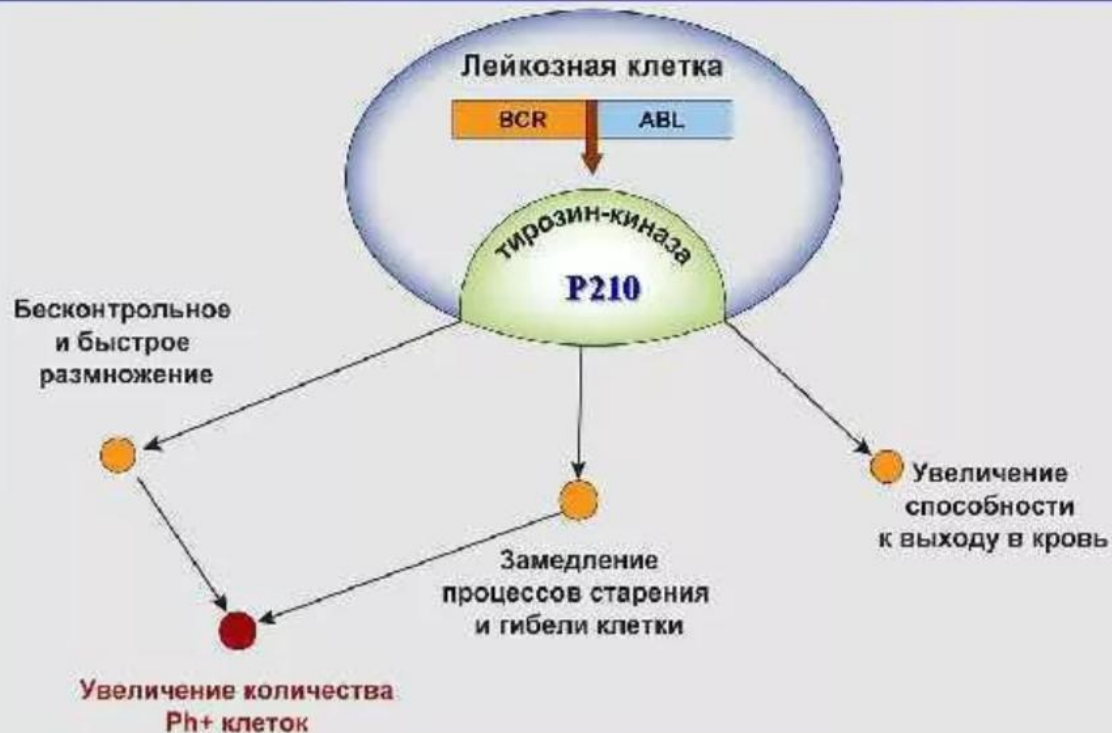 Лейкозная клетка
BCR ABL
тирозин-киназа
P210
Бесконтрольное
и быстрое
размножение
Увеличение
способности
к выходу в кровь
Замедление
процессов старения
и гибели клетки
Увеличение количества
Ph+ клеток